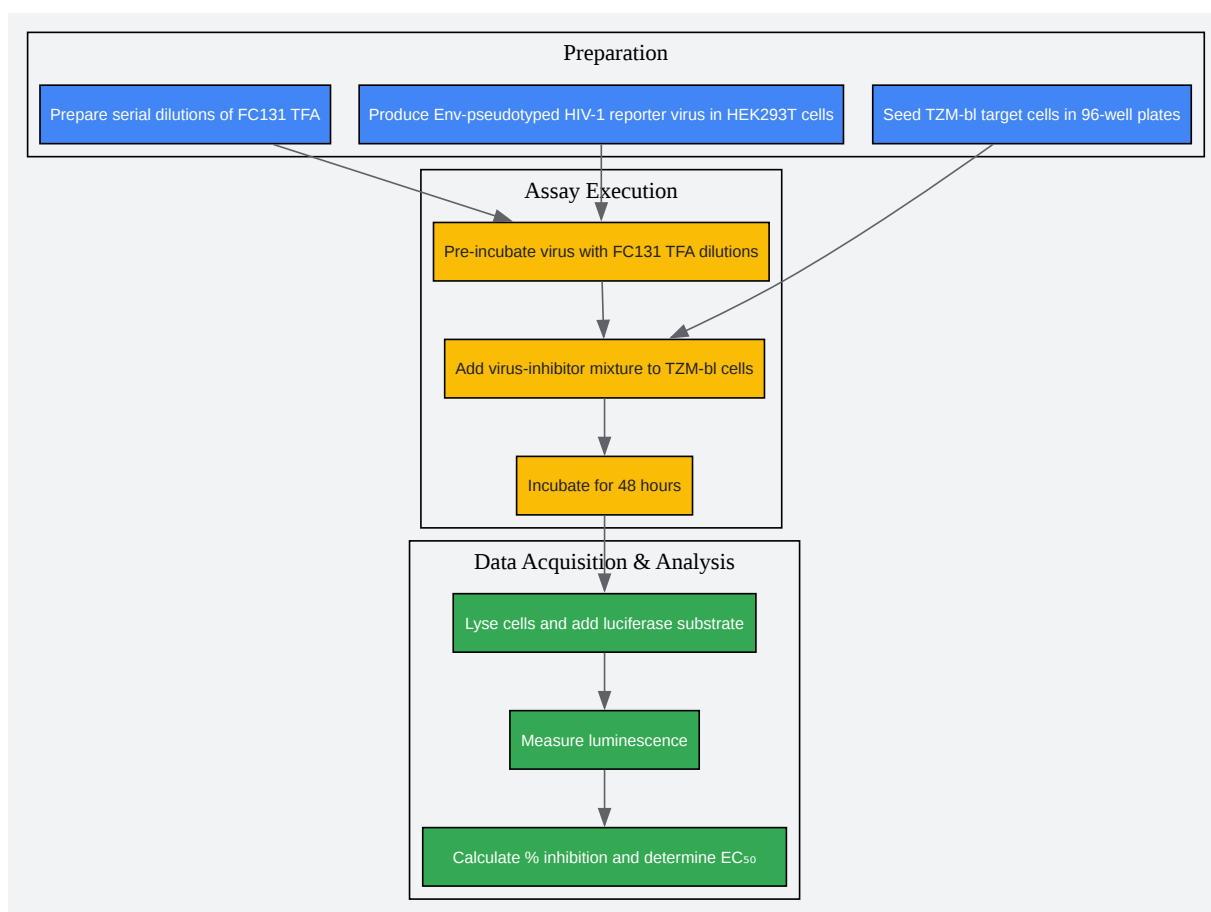 Preparation
Prepare serial dilutions of FC131 TFA
Produce Env-pseudotyped HIV-1 reporter virus in HEK293T cells
Seed TZM-bl target cells in 96-well plates
Assay Execution
Pre-incubate virus with FC131 TFA dilutions
Add virus-inhibitor mixture to TZM-bl cells
Incubate for 48 hours
Data Acquisition & Analysis
Lyse cells and add luciferase substrate
Measure luminescence
Calculate % inhibition and determine EC₅₀